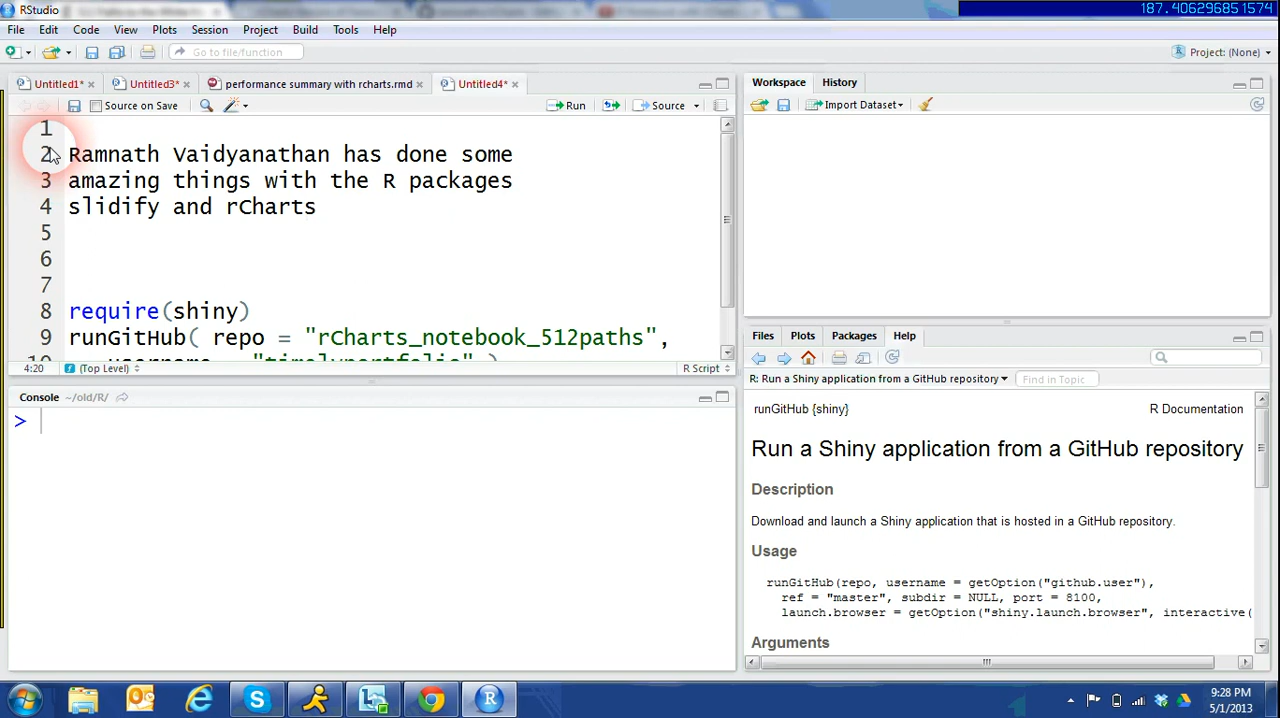 RStudio
187.406296851574
File Edit Code View Plots Session Project Build Tools Help
Go to file/function
Project: (None)
Untitled1* × Untitled3* × performance summary with rcharts.rmd × Untitled4* ×
Source on Save Run Source
1
2 Ramnath Vaidyanathan has done some
3 amazing things with the R packages
4 slidify and rCharts
5
6
7
8 require(shiny)
9 runGitHub( repo = "rCharts_notebook_512paths",
10 username = "timelyportfolio" )
4:20 (Top Level) R Script
Console ~/old/R/
>
Workspace History
Import Dataset
Files Plots Packages Help
R: Run a Shiny application from a GitHub repository Find in Topic
runGitHub {shiny} R Documentation
Run a Shiny application from a GitHub repository
Description
Download and launch a Shiny application that is hosted in a GitHub repository.
Usage
runGitHub(repo, username = getOption("github.user"),
ref = "master", subdir = NULL, port = 8100,
launch.browser = getOption("shiny.launch.browser", interactive(
Arguments
9:28 PM
5/1/2013